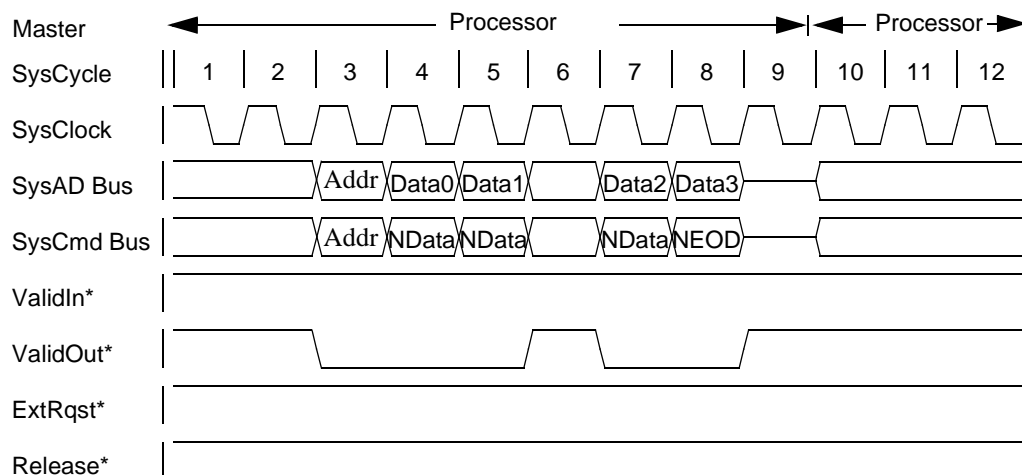 Master Processor Processor
SysCycle 1 2 3 4 5 6 7 8 9 10 11 12
SysClock
SysAD Bus Addr Data0 Data1 Data2 Data3
SysCmd Bus Addr NData NData NData NEOD
ValidIn*
ValidOut*
ExtRqst*
Release*